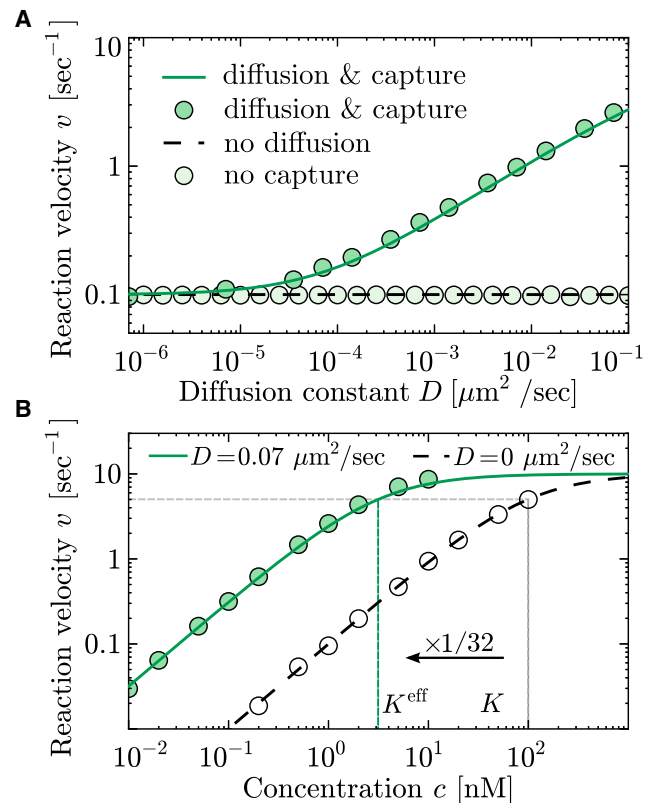 A
Reaction velocity v [sec⁻¹]
10
1
0.1
diffusion & capture
diffusion & capture
no diffusion
no capture
10⁻⁶ 10⁻⁵ 10⁻⁴ 10⁻³ 10⁻² 10⁻¹
Diffusion constant D [μm² /sec]
B
Reaction velocity v [sec⁻¹]
D=0.07 μm²/sec D=0 μm²/sec
10
1
0.1
×1/32
K^eff K
10⁻² 10⁻¹ 10⁰ 10¹ 10²
Concentration c [nM]